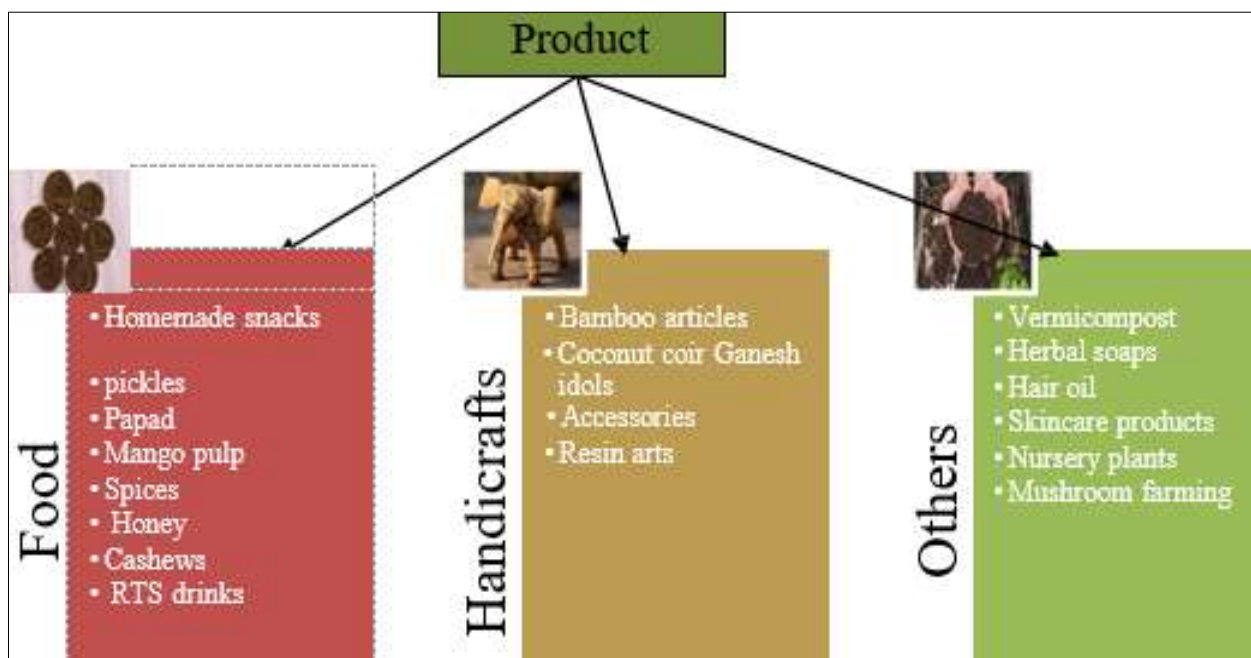 Product
Food
• Homemade snacks
• pickles
• Papad
• Mango pulp
• Spices
• Honey
• Cashews
• RTS drinks
Handicrafts
• Bamboo articles
• Coconut coir Ganesh
idols
• Accessories
• Resin arts
Others
• Vermicompost
• Herbal soaps
• Hair oil
• Skincare products
• Nursery plants
• Mushroom farming